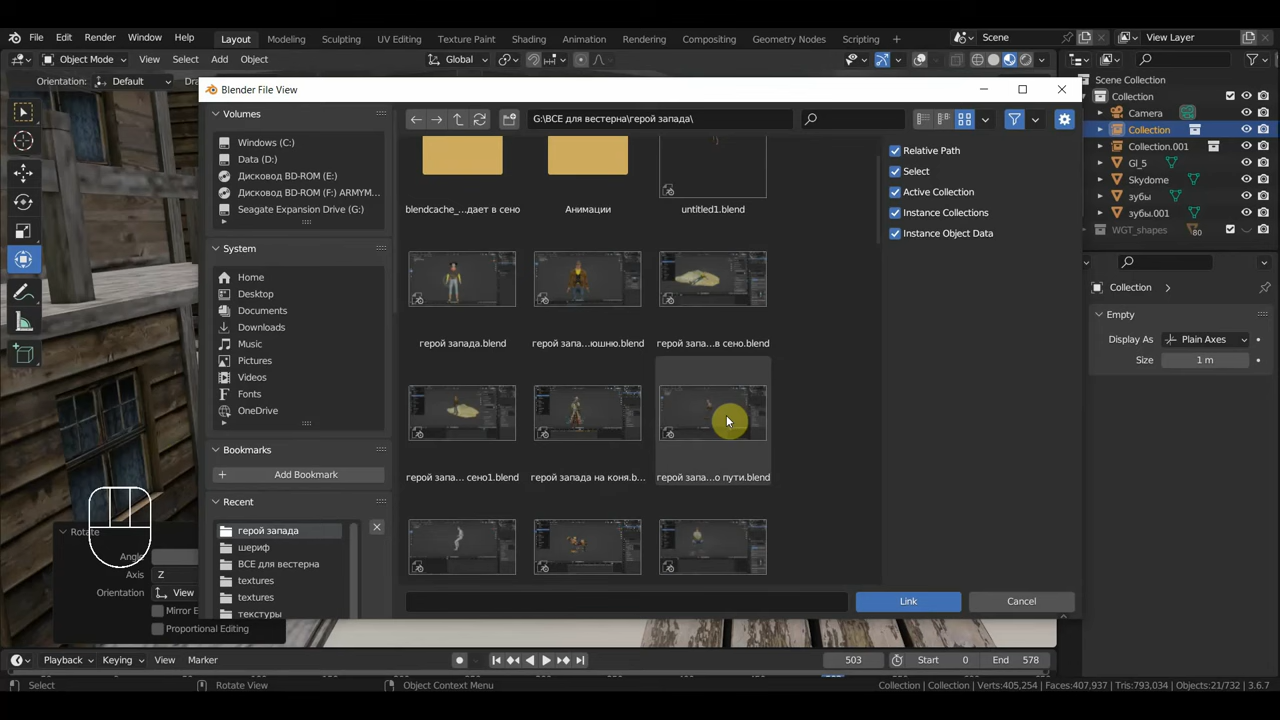 File Edit Render Window Help Layout Modeling Sculpting UV Editing Texture Paint Shading Animation Rendering Compositing Geometry Nodes Scripting + Scene View Layer
Object Mode View Select Add Object Global
Orientation: Default
Blender File View
Volumes
Windows (C:)
Data (D:)
Дисковод BD-ROM (E:)
Дисковод BD-ROM (F:) ARMYM...
Seagate Expansion Drive (G:)
System
Home
Desktop
Documents
Downloads
Music
Pictures
Videos
Fonts
OneDrive
Bookmarks
Add Bookmark
Recent
герой запада
шериф
ВСЕ для вестерна
textures
textures
текстуры
G:\ВСЕ для вестерна\герой запада\
blendcache_...дает в сено Анимации untitled1.blend
герой запада.blend герой запа...юшню.blend герой запа...в сено.blend
герой запа... сено1.blend герой запада на коня.b... герой запа...о пути.blend
Relative Path
Select
Active Collection
Instance Collections
Instance Object Data
Link Cancel
Scene Collection
Collection
Camera
Collection
Collection.001
Gl_5
Skydome
зубы
зубы.001
WGT_shapes 80
Collection
Empty
Display As Plain Axes
Size 1 m
Rotate
Angle
Axis Z
Orientation View
Mirror E
Proportional Editing
Playback Keying View Marker 503 Start 0 End 578
Select Rotate View Object Context Menu Collection | Collection | Verts:405,254 | Faces:407,937 | Tris:793,034 | Objects:21/732 | 3.6.7